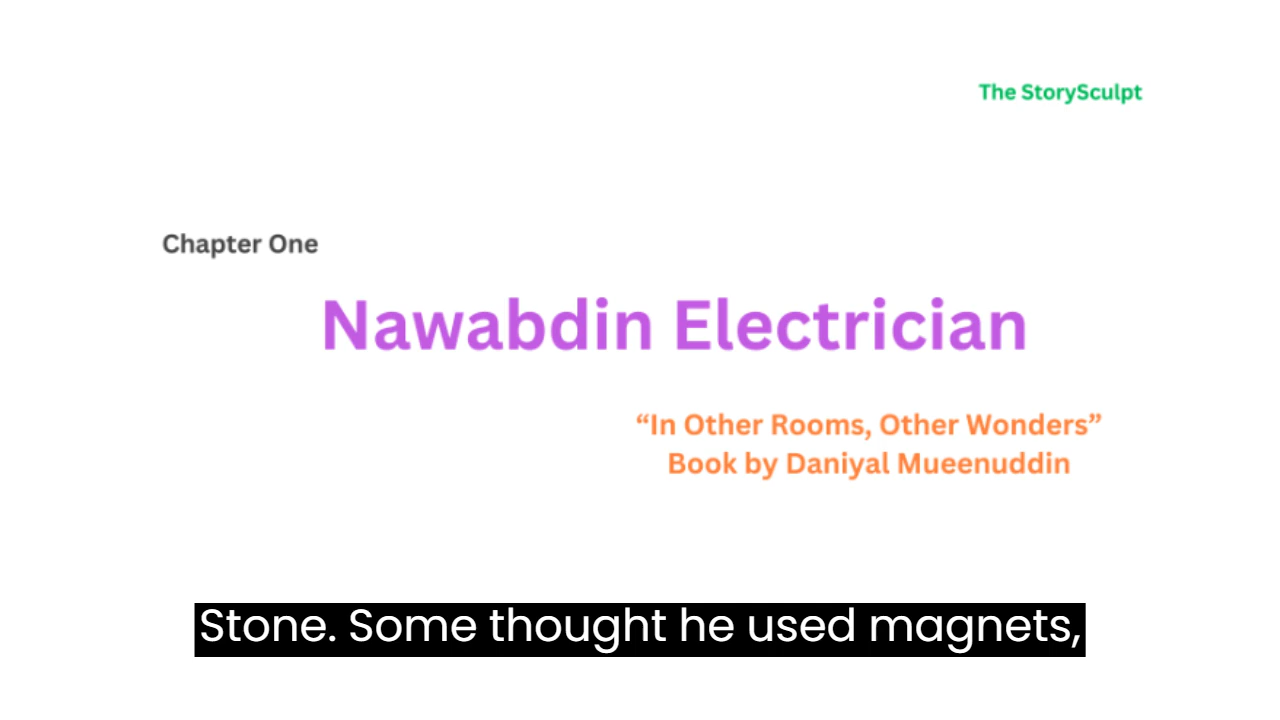 The StorySculpt
Chapter One
Nawabdin Electrician
“In Other Rooms, Other Wonders”
Book by Daniyal Mueenuddin
Stone. Some thought he used magnets,